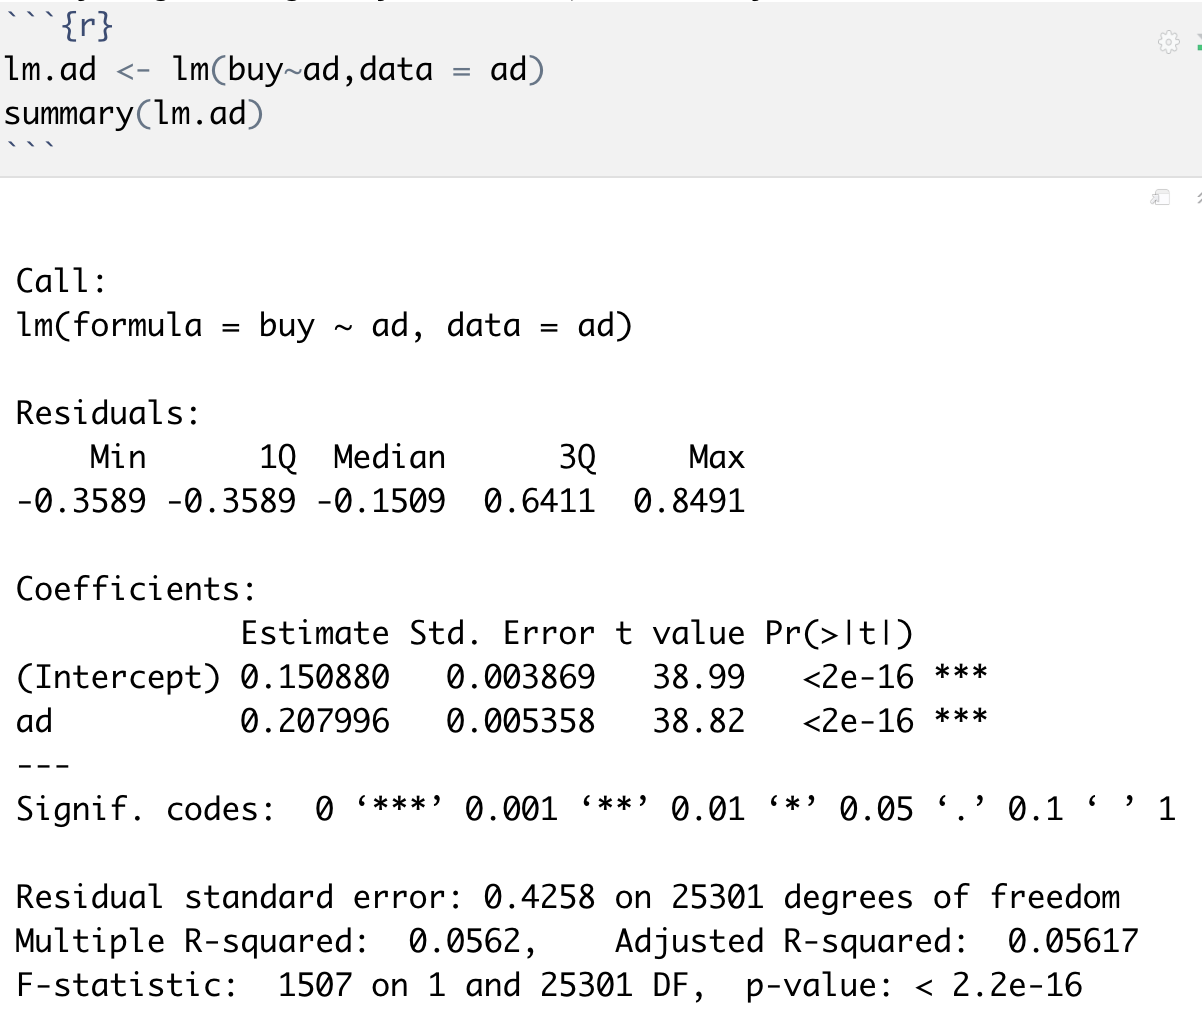 ```{r}
lm.ad <- lm(buy~ad,data = ad)
summary(lm.ad)
```
Call:
lm(formula = buy ~ ad, data = ad)
Residuals:
    Min      1Q  Median      3Q     Max
-0.3589 -0.3589 -0.1509  0.6411  0.8491
Coefficients:
            Estimate Std. Error t value Pr(>|t|)
(Intercept) 0.150880   0.003869   38.99   <2e-16 ***
ad          0.207996   0.005358   38.82   <2e-16 ***
---
Signif. codes:  0 ‘***’ 0.001 ‘**’ 0.01 ‘*’ 0.05 ‘.’ 0.1 ‘ ’ 1
Residual standard error: 0.4258 on 25301 degrees of freedom
Multiple R-squared:  0.0562,    Adjusted R-squared:  0.05617
F-statistic:  1507 on 1 and 25301 DF,  p-value: < 2.2e-16